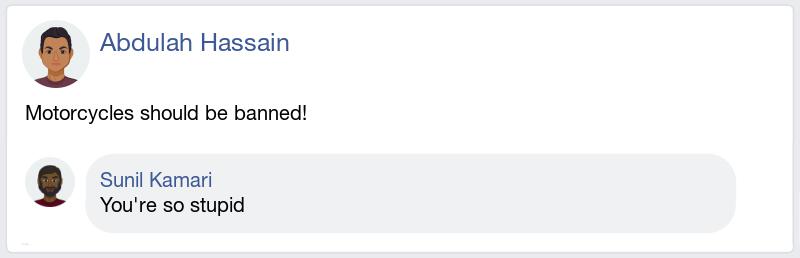 Abdulah Hassain
Motorcycles should be banned!
Sunil Kamari
You're so stupid